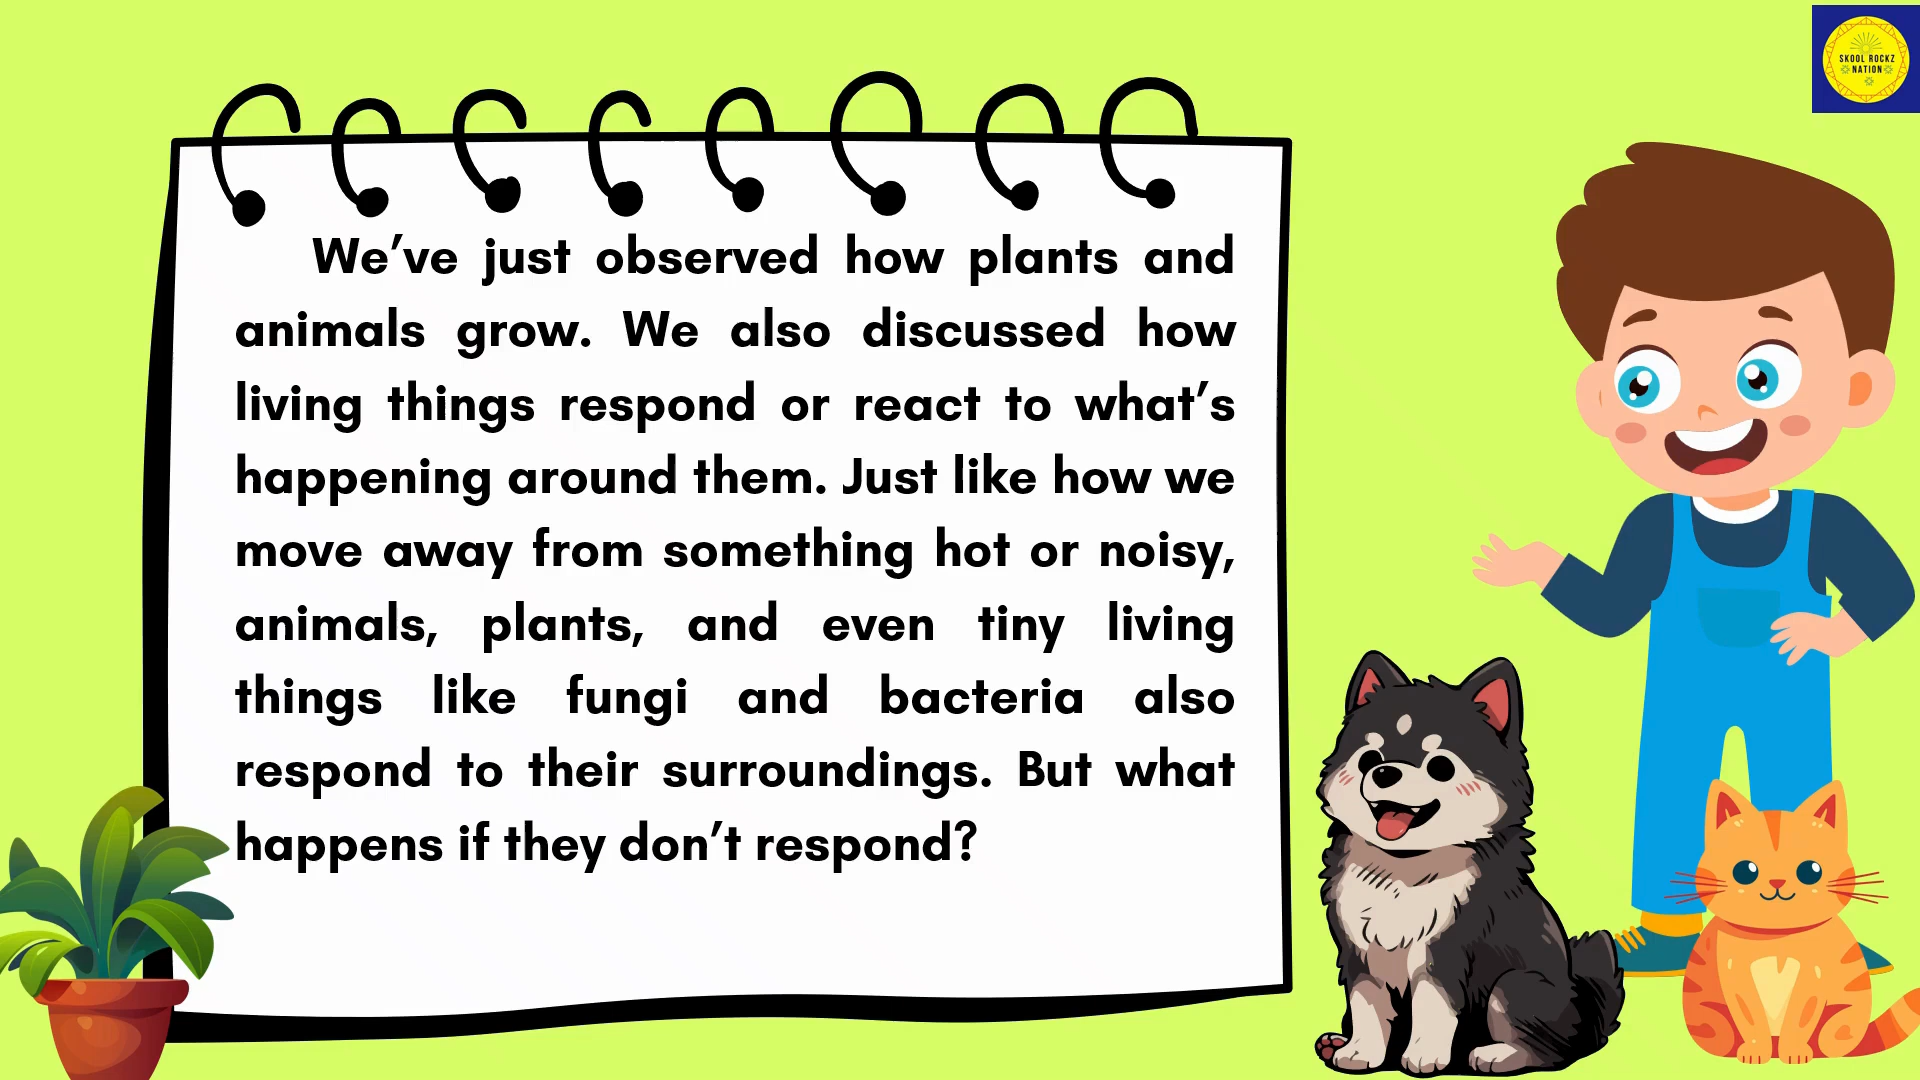 SKOOL ROCKZ
NATION
We’ve just observed how plants and
animals grow. We also discussed how
living things respond or react to what’s
happening around them. Just like how we
move away from something hot or noisy,
animals, plants, and even tiny living
things like fungi and bacteria also
respond to their surroundings. But what
happens if they don’t respond?